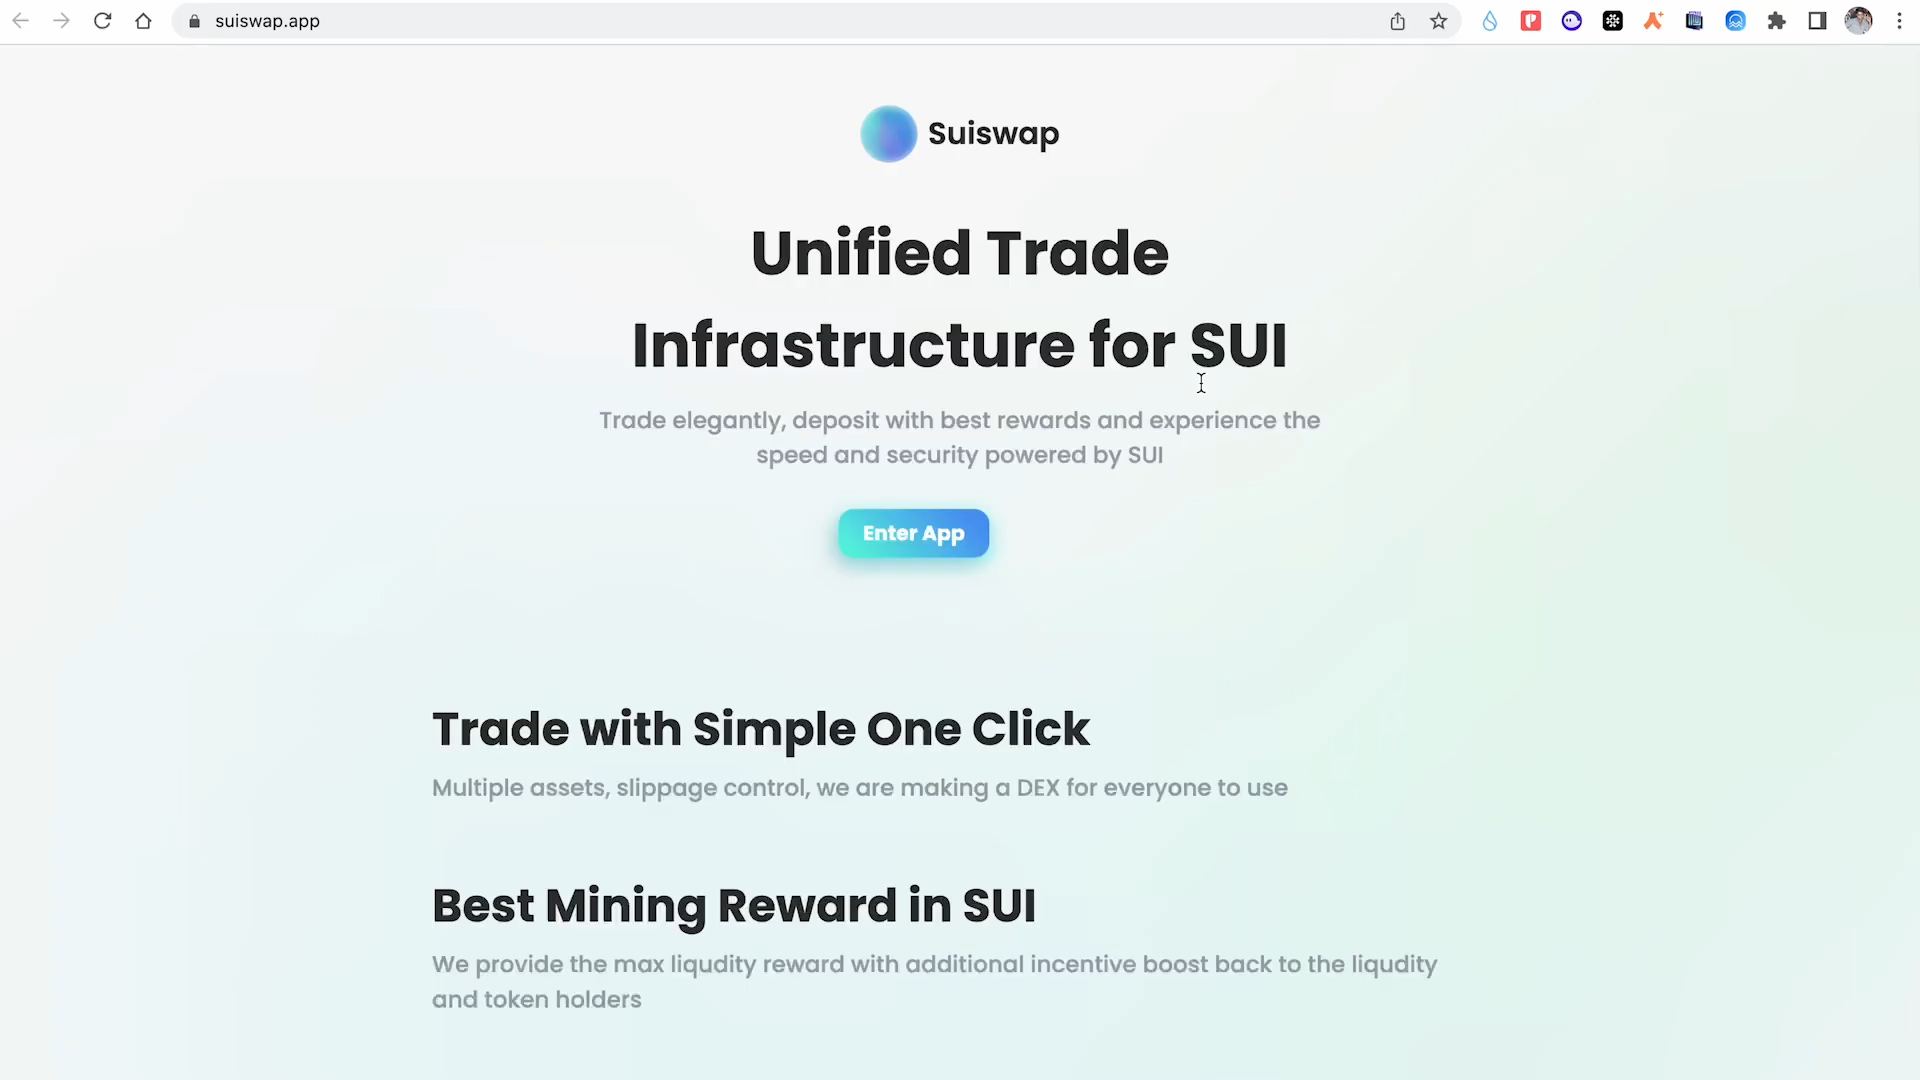 suiswap.app
Suiswap
Unified Trade
Infrastructure for SUI
Trade elegantly, deposit with best rewards and experience the
speed and security powered by SUI
Enter App
Trade with Simple One Click
Multiple assets, slippage control, we are making a DEX for everyone to use
Best Mining Reward in SUI
We provide the max liqudity reward with additional incentive boost back to the liqudity
and token holders